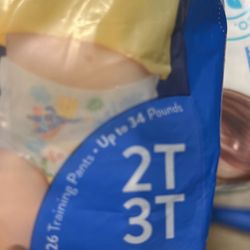 26 Training Pants • Up to 34 Pounds
2T
3T